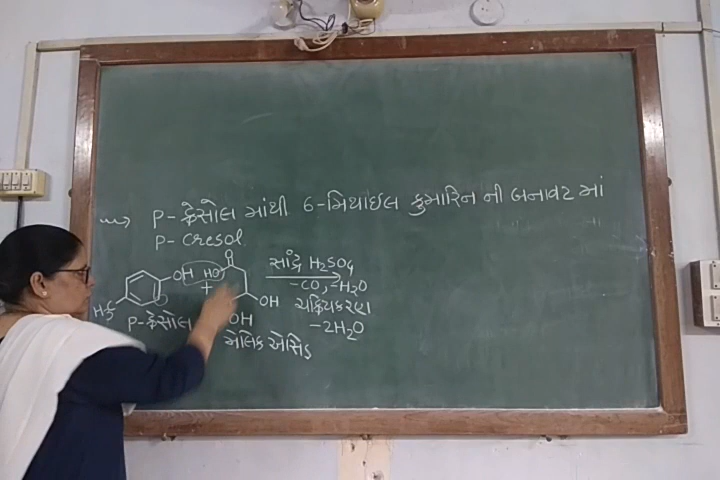 P- ક્રેસોલ માંથી 6-મિથાઈલ કુમારિન ની બનાવટ માં
P- cresol
O
OH HO
+
OH
OH
H₃C
P-ક્રેસોલ
મેલિક એસિડ
સાંદ્ર H₂SO₄
-CO, -H₂O
ચક્રિયકરણ
-2H₂O